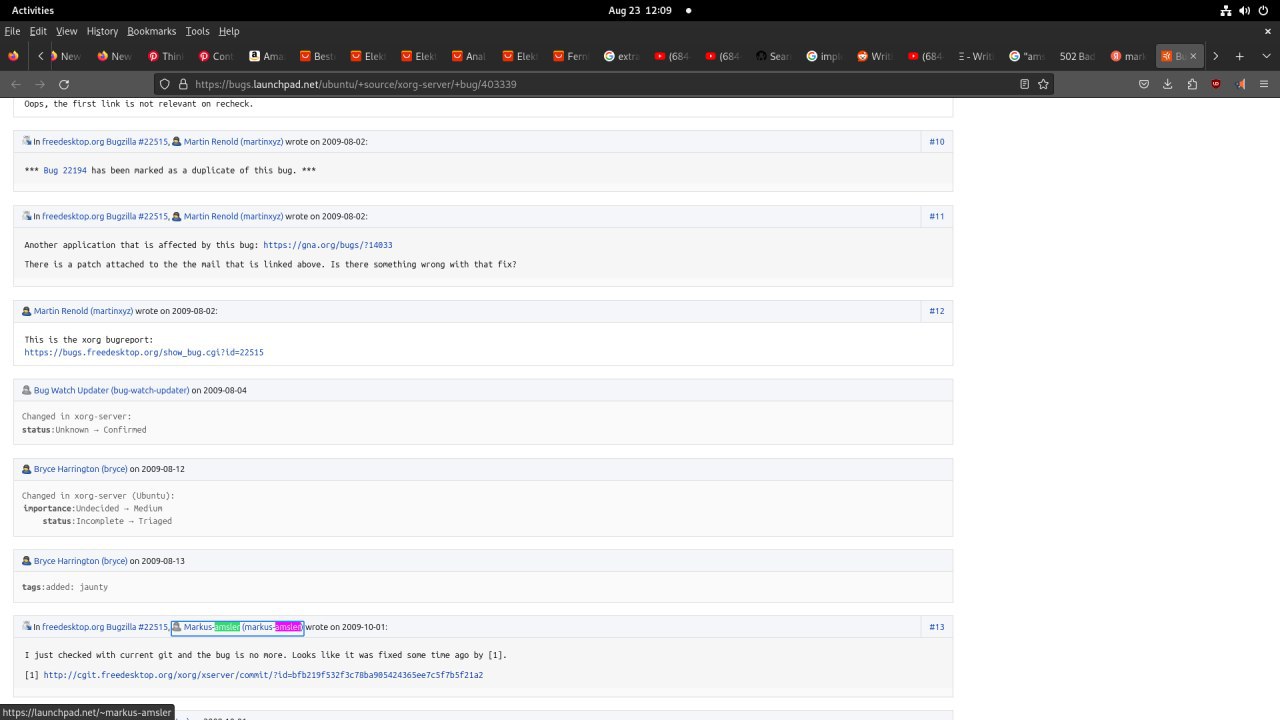 Activities
Aug 23 12:09
File Edit View History Bookmarks Tools Help
New
New
Thin
Cont
Ama
Best
Elekt
Elekt
Anal
Elekt
Fern
extra
(684
(684
Sear
imple
Writi
(684
Ξ - Writ
"ams
502 Bad
mark
Bu
https://bugs.launchpad.net/ubuntu/+source/xorg-server/+bug/403339
Oops, the first link is not relevant on recheck.
In freedesktop.org Bugzilla #22515, Martin Renold (martinxyz) wrote on 2009-08-02: #10
*** Bug 22194 has been marked as a duplicate of this bug. ***
In freedesktop.org Bugzilla #22515, Martin Renold (martinxyz) wrote on 2009-08-02: #11
Another application that is affected by this bug: https://gna.org/bugs/?14033
There is a patch attached to the the mail that is linked above. Is there something wrong with that fix?
Martin Renold (martinxyz) wrote on 2009-08-02: #12
This is the xorg bugreport:
https://bugs.freedesktop.org/show_bug.cgi?id=22515
Bug Watch Updater (bug-watch-updater) on 2009-08-04
Changed in xorg-server:
status:Unknown → Confirmed
Bryce Harrington (bryce) on 2009-08-12
Changed in xorg-server (Ubuntu):
importance:Undecided → Medium
status:Incomplete → Triaged
Bryce Harrington (bryce) on 2009-08-13
tags:added: jaunty
In freedesktop.org Bugzilla #22515, Markus-amsler (markus-amsler) wrote on 2009-10-01: #13
I just checked with current git and the bug is no more. Looks like it was fixed some time ago by [1].
[1] http://cgit.freedesktop.org/xorg/xserver/commit/?id=bfb219f532f3c78ba905424365ee7c5f7b5f21a2
https://launchpad.net/~markus-amsler